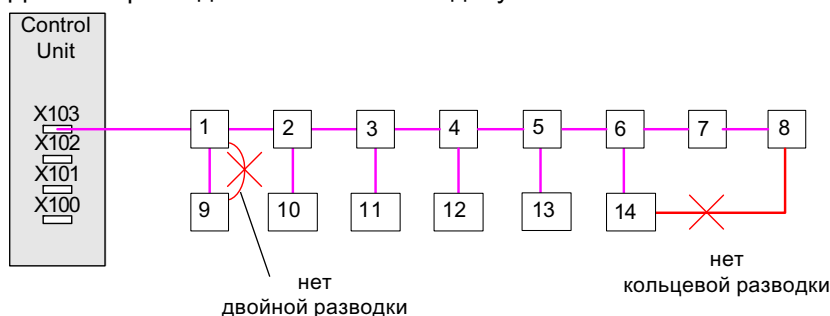 Control
Unit
X103
X102
X101
X100
1 2 3 4 5 6 7 8
9 10 11 12 13 14
нет
двойной разводки
нет
кольцевой разводки